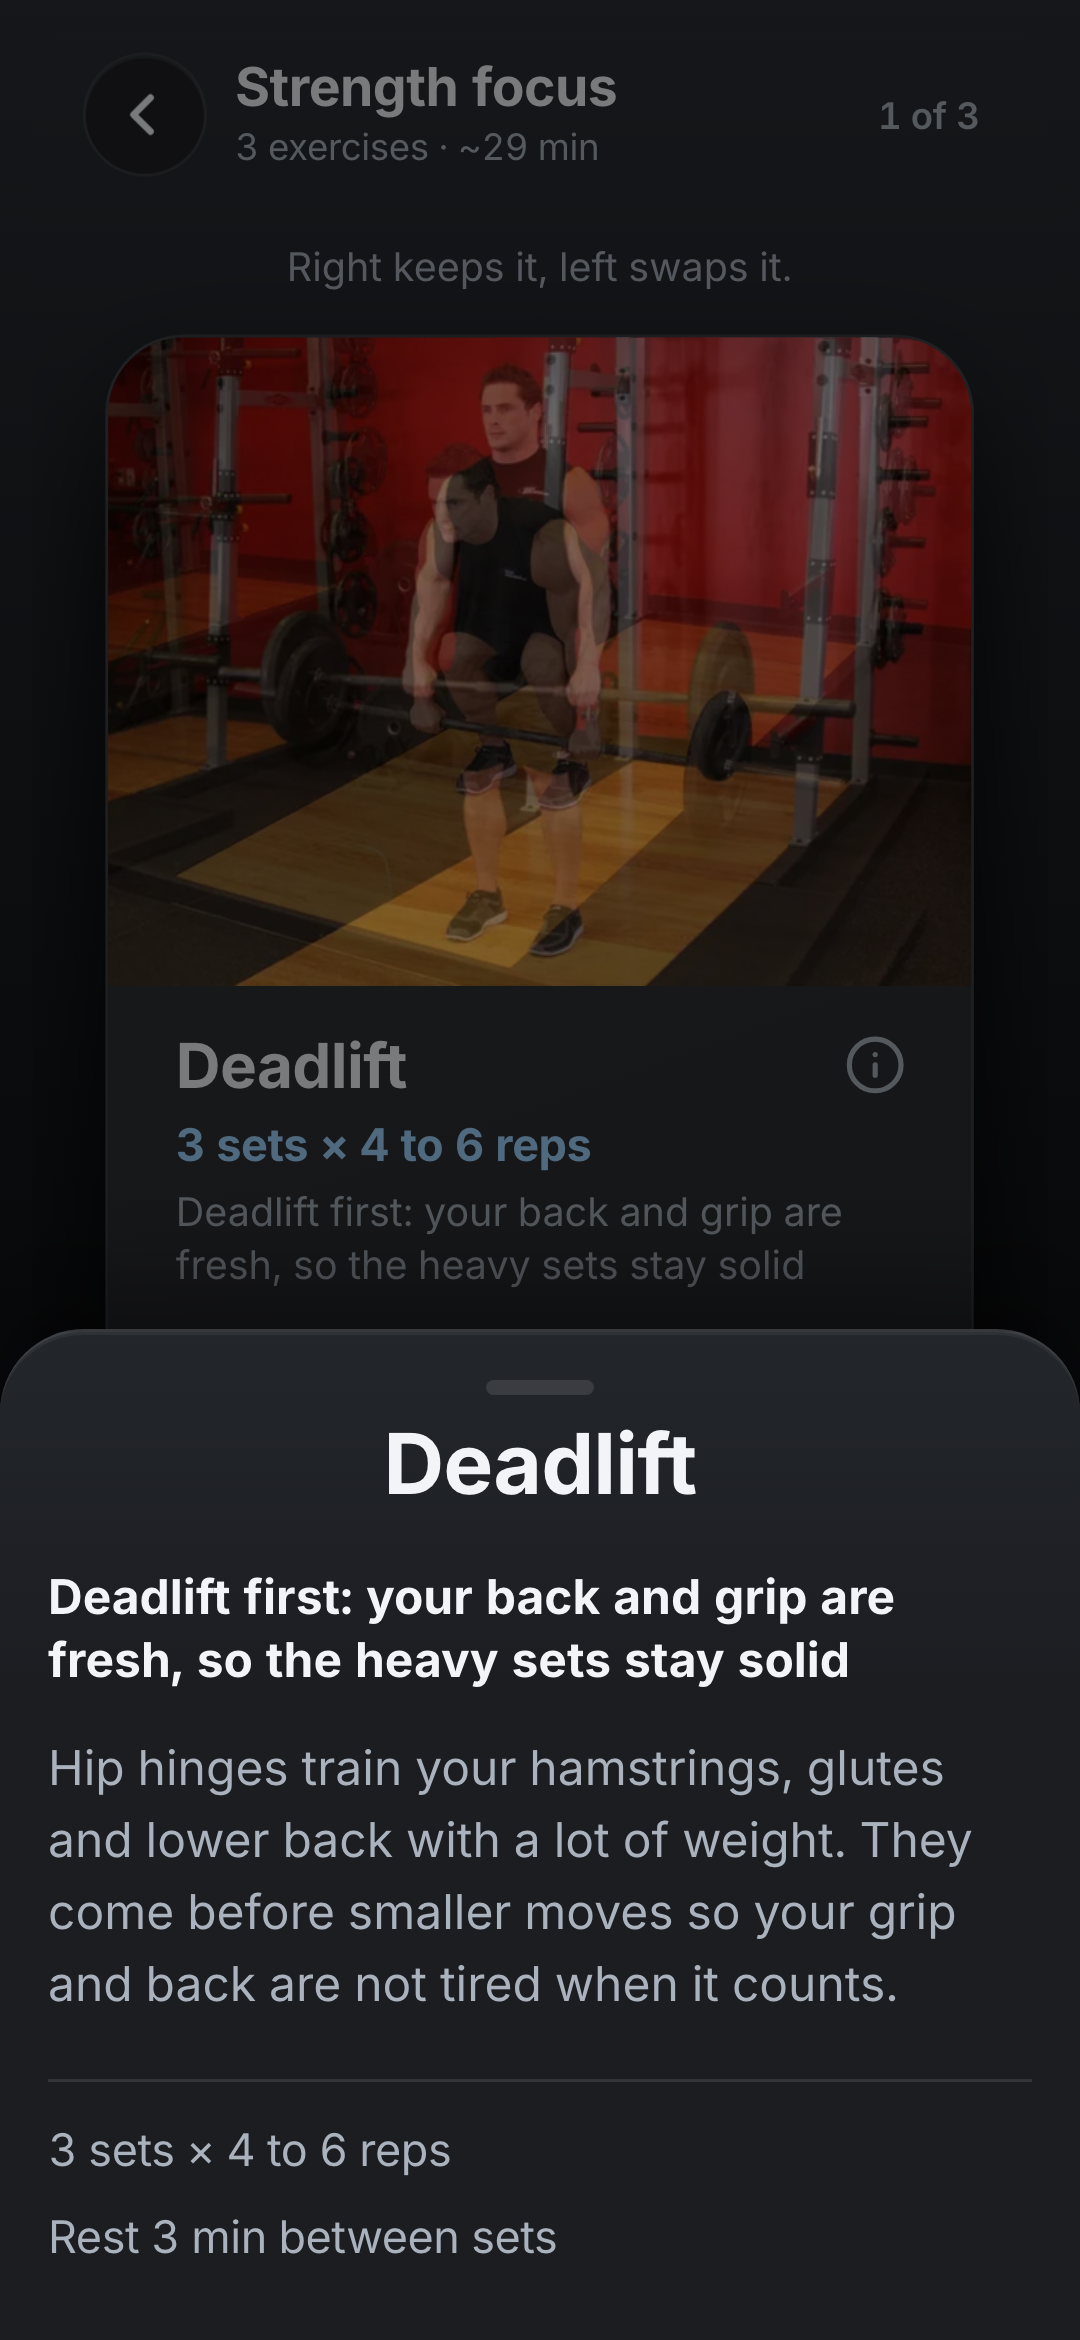 Strength focus
3 exercises · ~29 min
1 of 3
Right keeps it, left swaps it.
Deadlift
3 sets × 4 to 6 reps
Deadlift first: your back and grip are
fresh, so the heavy sets stay solid
Deadlift
Deadlift first: your back and grip are
fresh, so the heavy sets stay solid
Hip hinges train your hamstrings, glutes
and lower back with a lot of weight. They
come before smaller moves so your grip
and back are not tired when it counts.
3 sets × 4 to 6 reps
Rest 3 min between sets